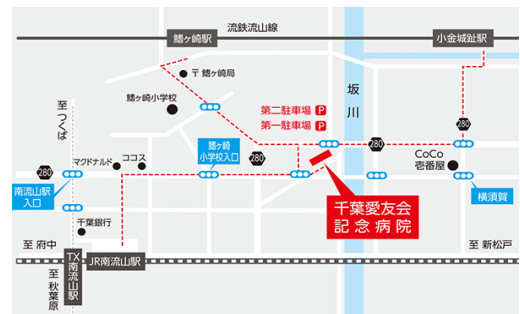 流鉄流山線
鰭ヶ崎駅
小金城趾駅
〒鰭ヶ崎局
坂川
至つくば
鰭ヶ崎小学校
第二駐車場 P
第一駐車場 P
280
280
280
280
鰭ヶ崎
小学校入口
CoCo
壱番屋
マクドナルド
ココス
南流山駅
入口
千葉愛友会
記念病院
横須賀
千葉銀行
至 府中
至 新松戸
TX南流山駅
JR南流山駅
至秋葉原